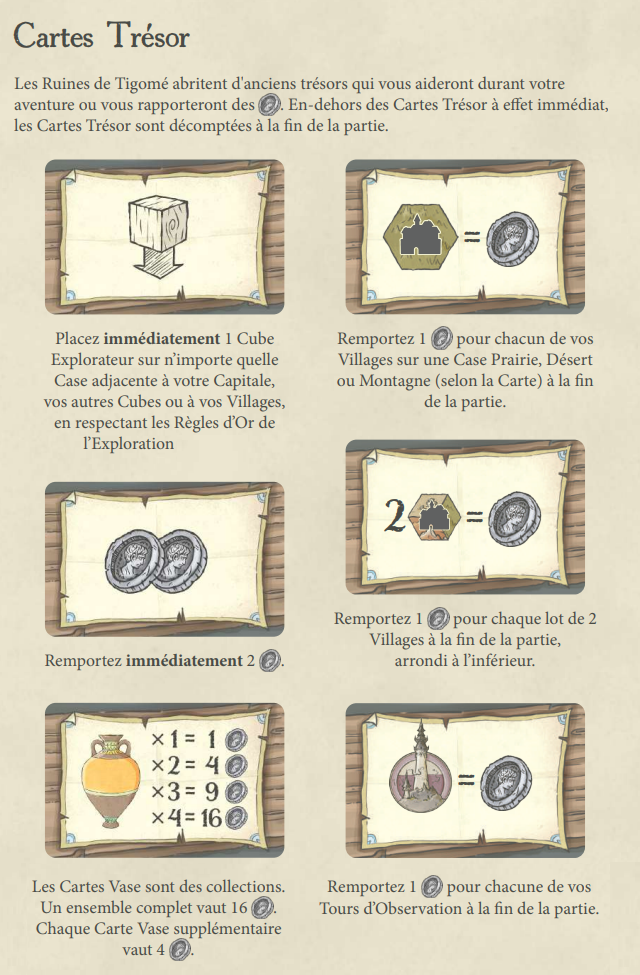 Cartes Trésor
Les Ruines de Tigomé abritent d'anciens trésors qui vous aideront durant votre
aventure ou vous rapporteront des . En-dehors des Cartes Trésor à effet immédiat,
les Cartes Trésor sont décomptées à la fin de la partie.
Placez immédiatement 1 Cube
Explorateur sur n'importe quelle
Case adjacente à votre Capitale,
vos autres Cubes ou à vos Villages,
en respectant les Règles d'Or de
l'Exploration
=
Remportez 1 pour chacun de vos
Villages sur une Case Prairie, Désert
ou Montagne (selon la Carte) à la fin
de la partie.
Remportez immédiatement 2 .
2 =
Remportez 1 pour chaque lot de 2
Villages à la fin de la partie,
arrondi à l'inférieur.
×1 = 1
×2 = 4
×3 = 9
×4 = 16
Les Cartes Vase sont des collections.
Un ensemble complet vaut 16 .
Chaque Carte Vase supplémentaire
vaut 4 .
=
Remportez 1 pour chacune de vos
Tours d'Observation à la fin de la partie.